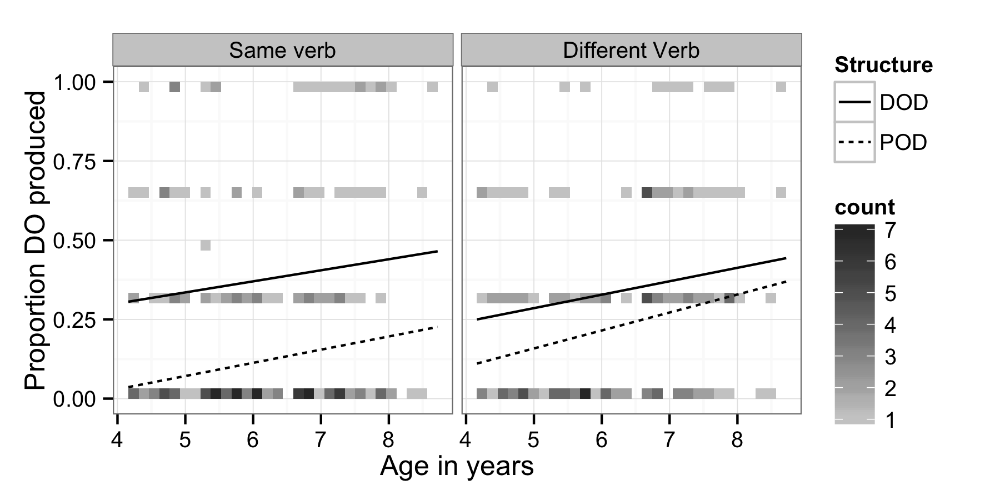 Same verb
Different Verb
Proportion DO produced
1.00
0.75
0.50
0.25
0.00
4 5 6 7 8
4 5 6 7 8
Age in years
Structure
DOD
POD
count
7
6
5
4
3
2
1